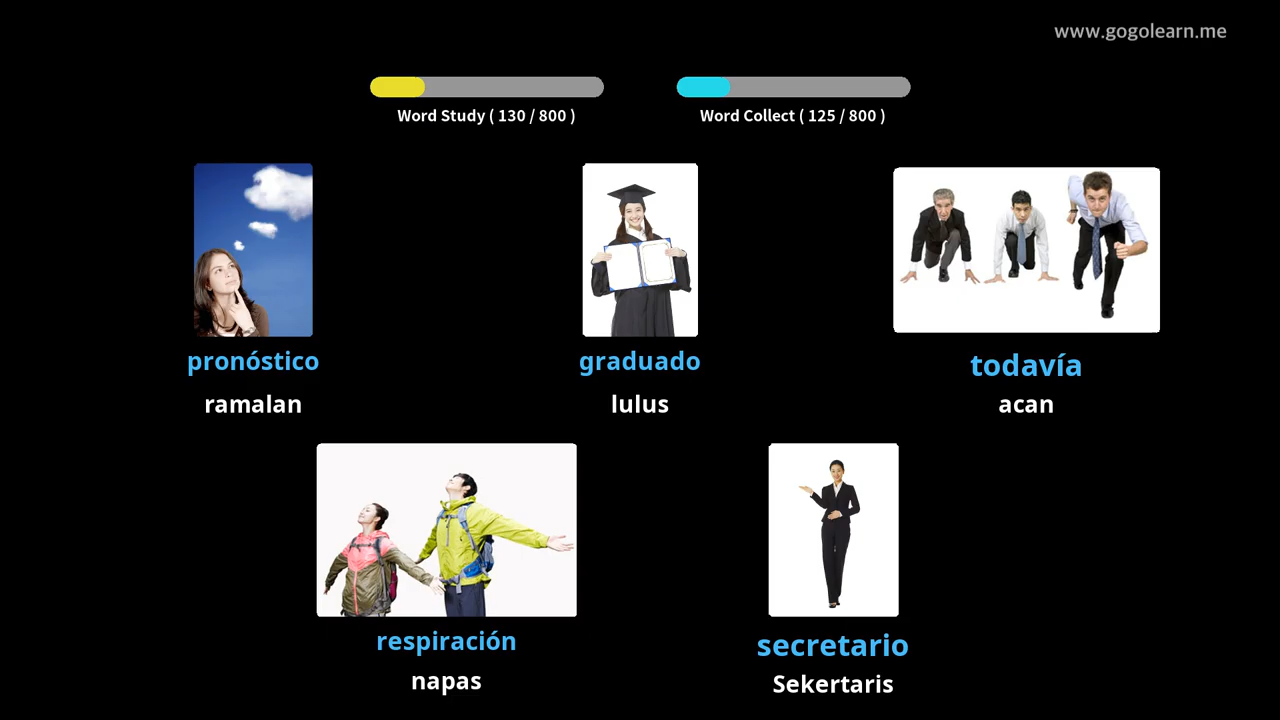 www.gogolearn.me
Word Study ( 130 / 800 )
Word Collect ( 125 / 800 )
pronóstico
ramalan
graduado
lulus
todavía
acan
respiración
napas
secretario
Sekertaris